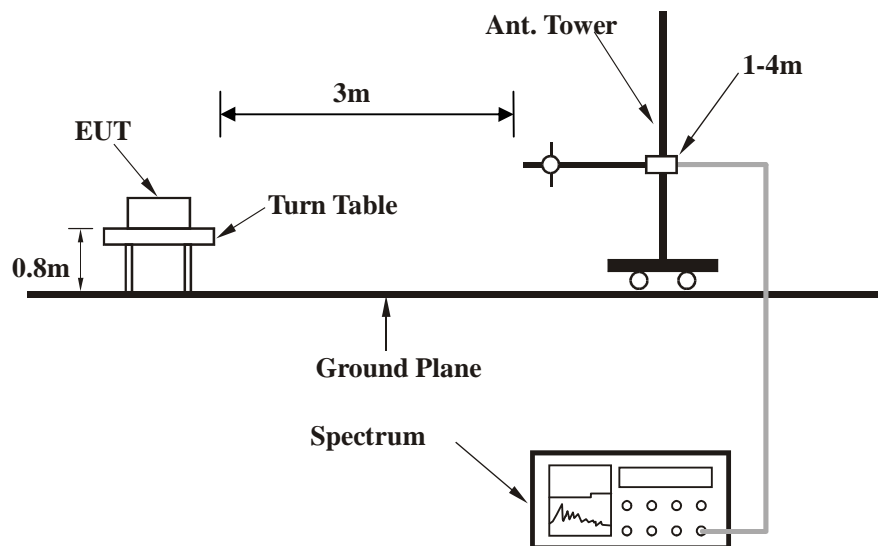 Ant. Tower
1-4m
3m
EUT
Turn Table
0.8m
Ground Plane
Spectrum